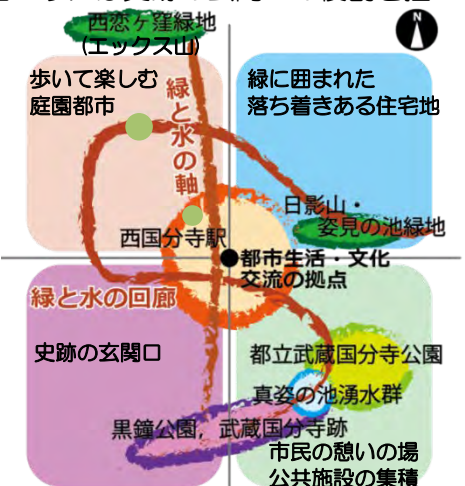 西恋ヶ窪緑地
(エックス山)
N
歩いて楽しむ
庭園都市
緑と水の軸
緑に囲まれた
落ち着きある住宅地
日影山・
姿見の池緑地
西国分寺駅
都市生活・文化
交流の拠点
緑と水の回廊
史跡の玄関口
都立武蔵国分寺公園
真姿の池湧水群
黒鐘公園，武蔵国分寺跡
市民の憩いの場
公共施設の集積